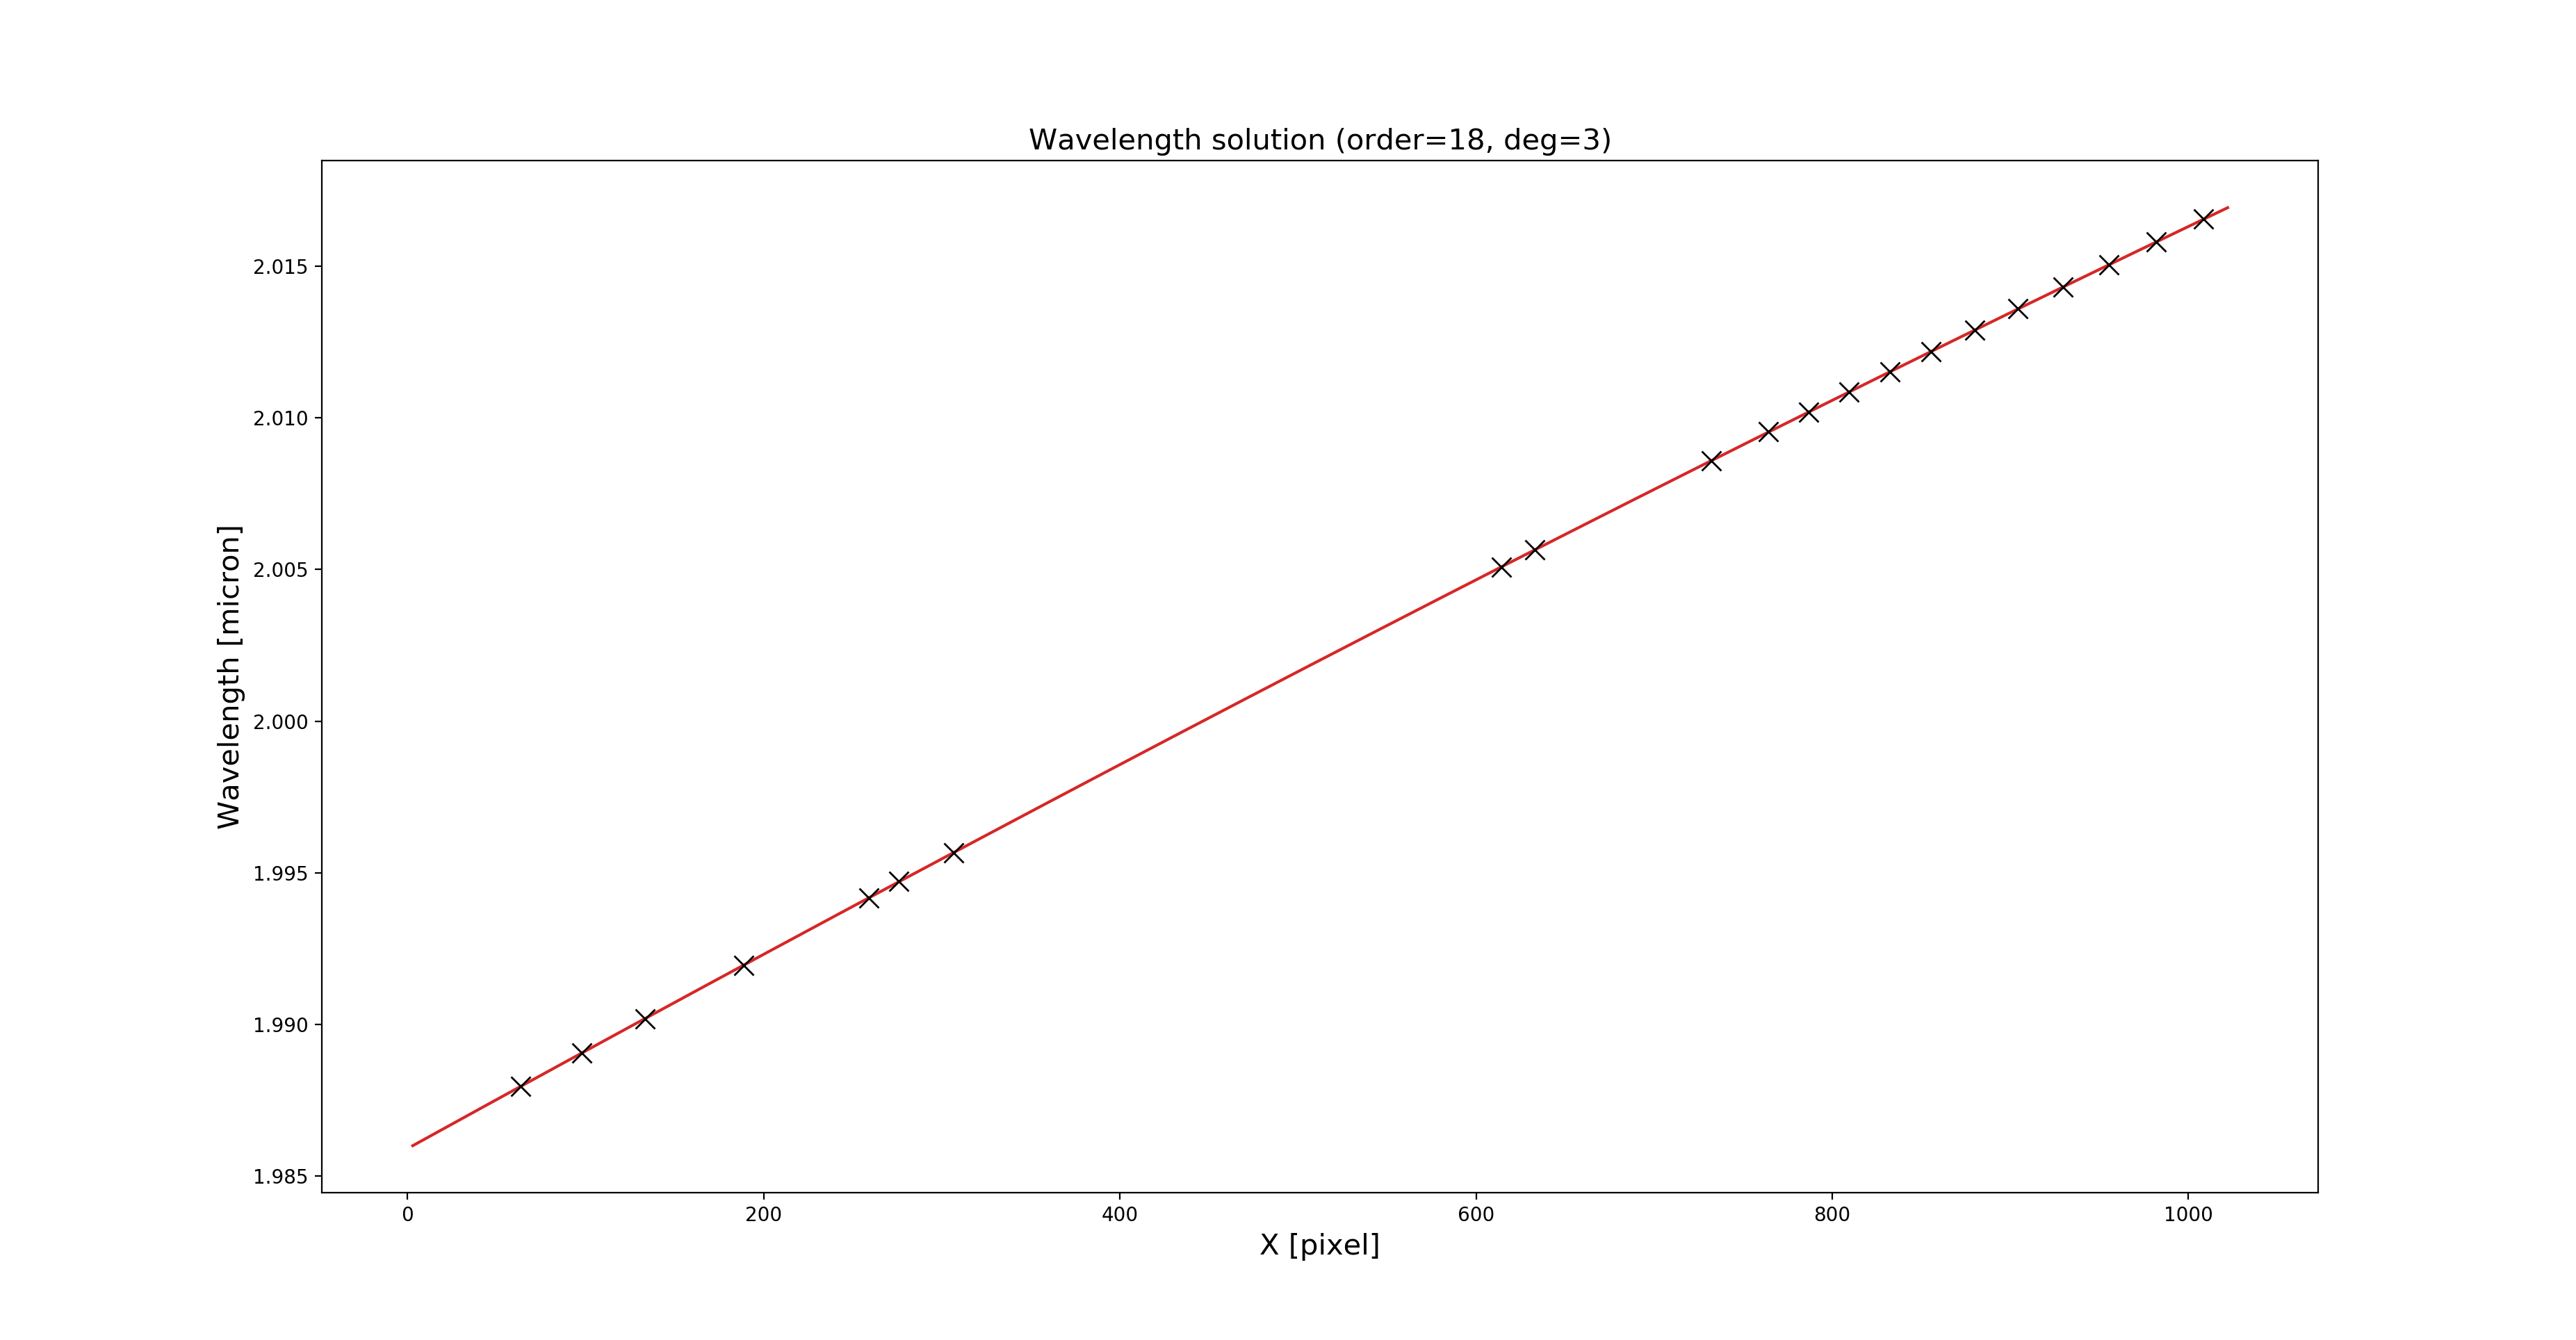 Wavelength solution (order=18, deg=3)
Wavelength [micron]
2.015
2.010
2.005
2.000
1.995
1.990
1.985
0 200 400 600 800 1000
X [pixel]